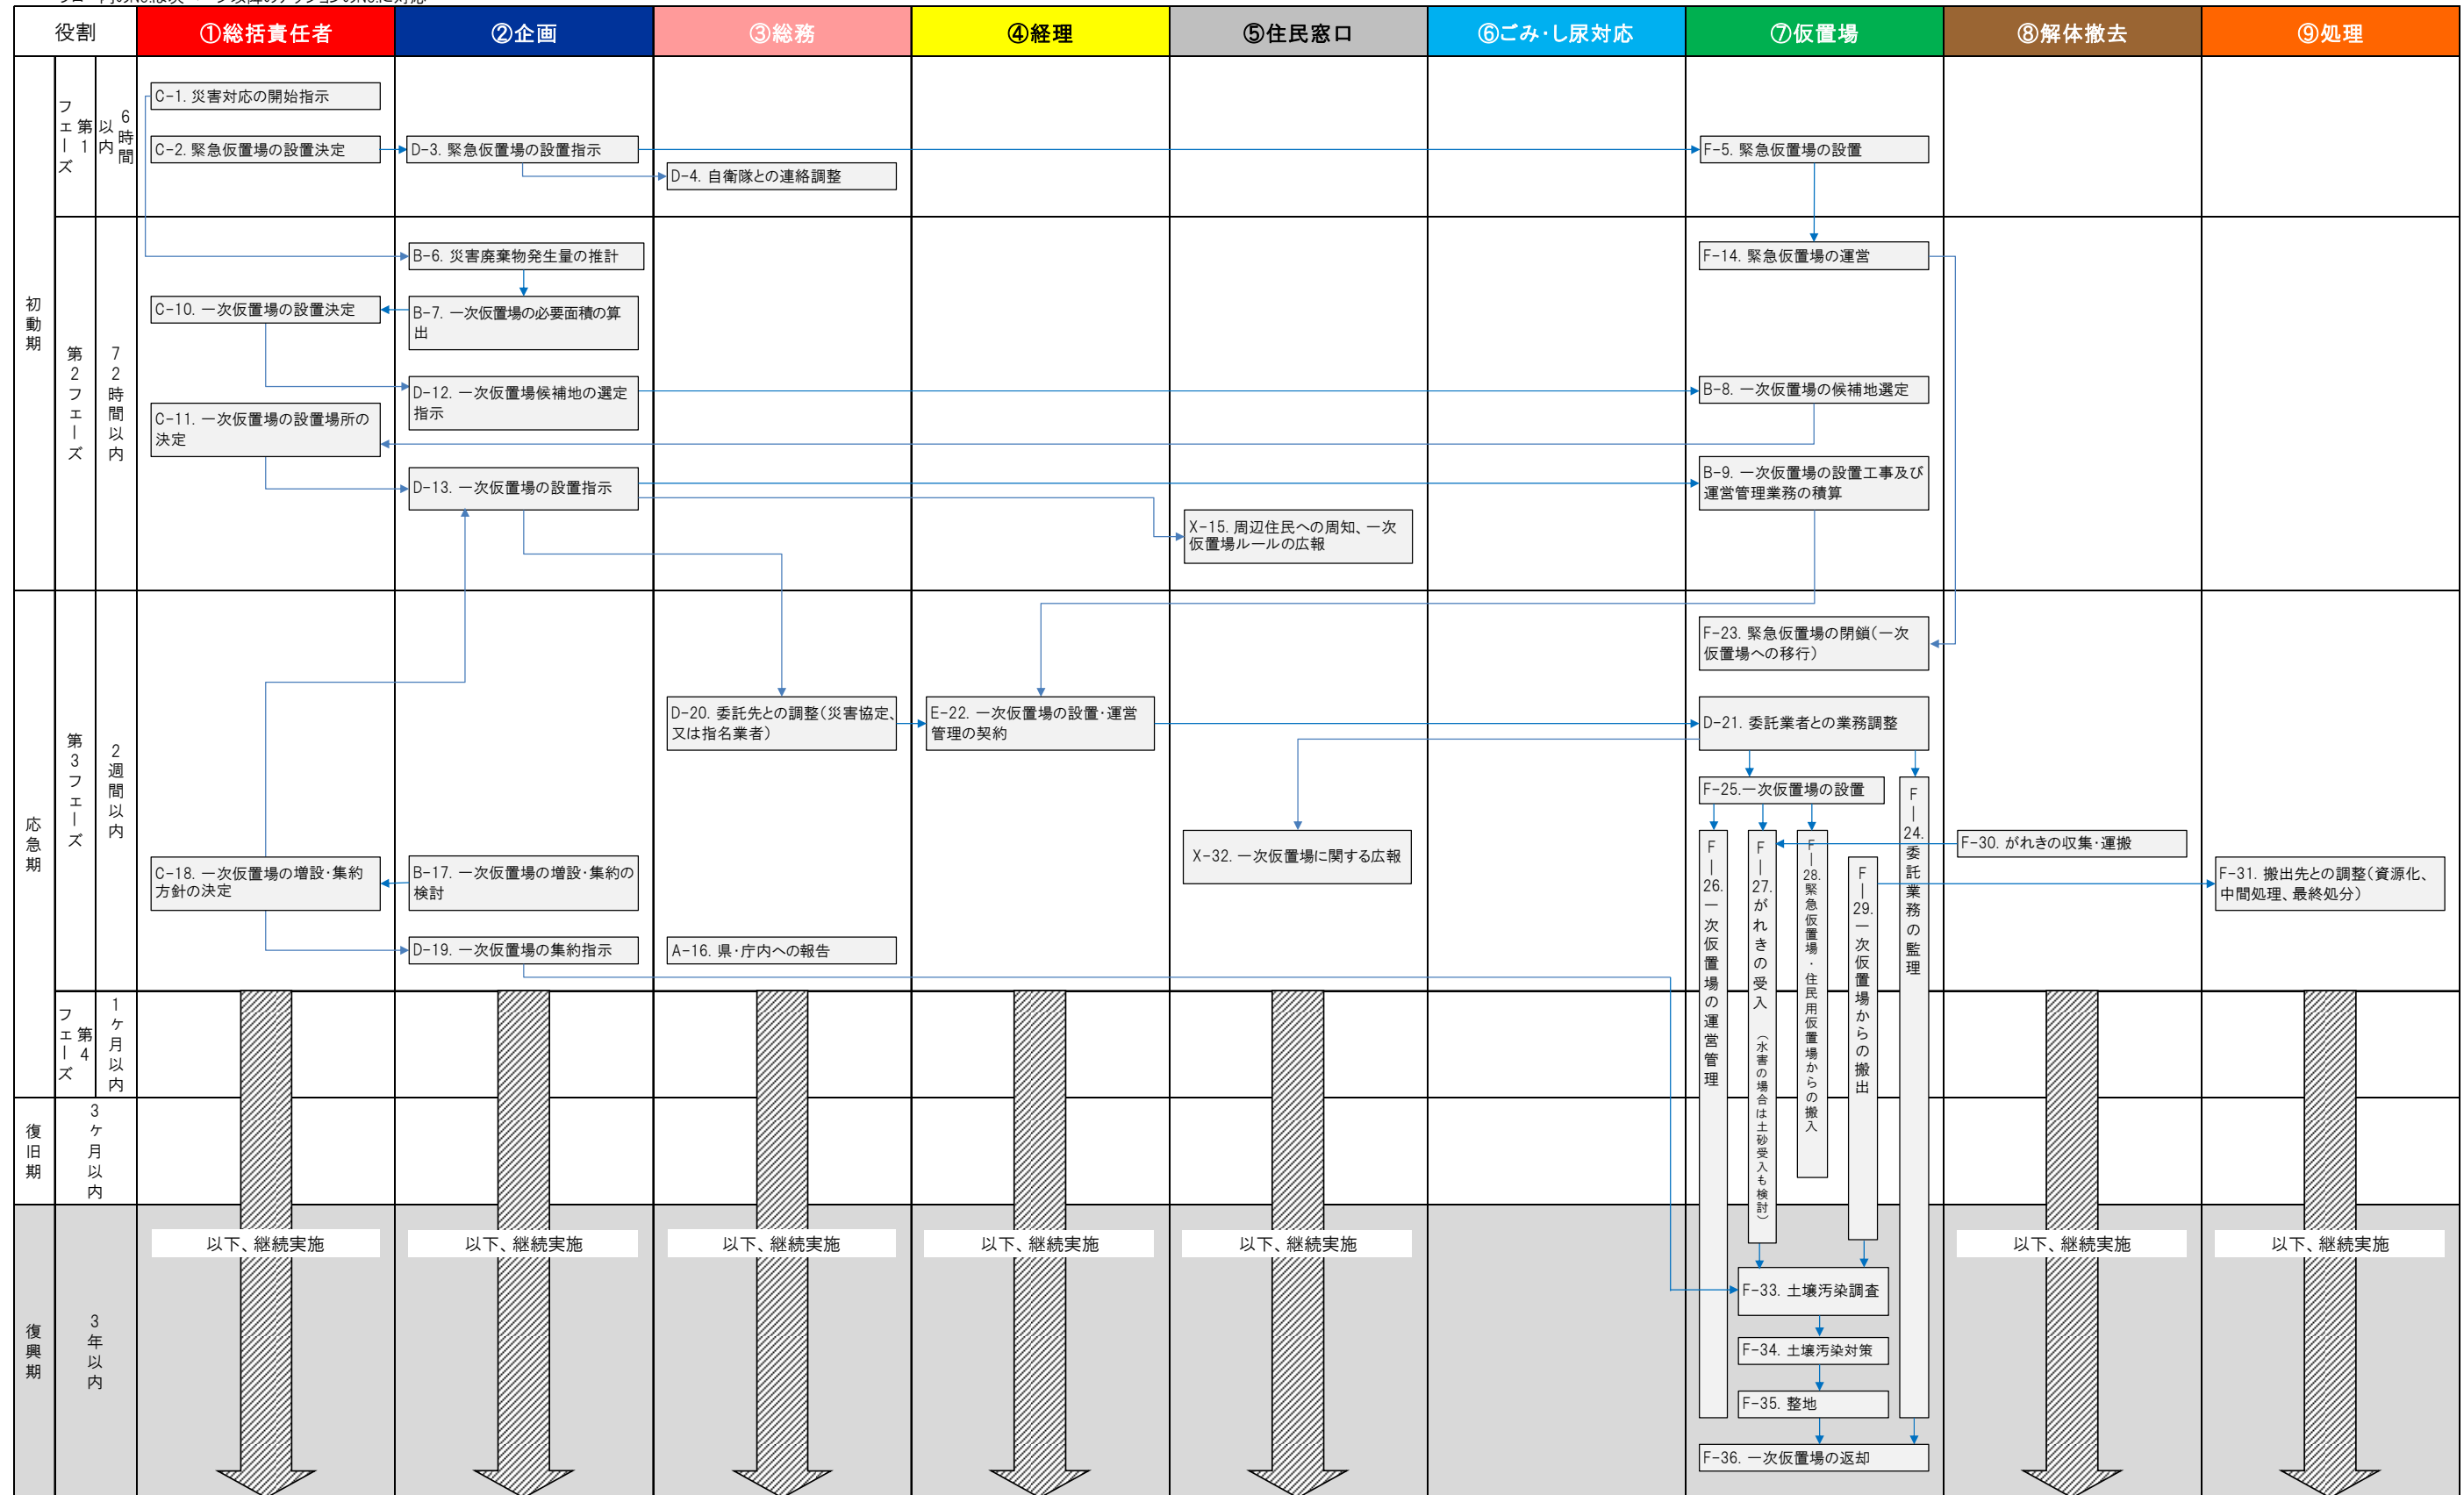 役割
①総括責任者
②企画
③総務
④経理
⑤住民窓口
⑥ごみ・し尿対応
⑦仮置場
⑧解体撤去
⑨処理
初動期
第1フェーズ
6時間以内
C-1. 災害対応の開始指示
C-2. 緊急仮置場の設置決定
D-3. 緊急仮置場の設置指示
D-4. 自衛隊との連絡調整
F-5. 緊急仮置場の設置
第2フェーズ
72時間以内
B-6. 災害廃棄物発生量の推計
F-14. 緊急仮置場の運営
C-10. 一次仮置場の設置決定
B-7. 一次仮置場の必要面積の算
出
D-12. 一次仮置場候補地の選定
指示
B-8. 一次仮置場の候補地選定
C-11. 一次仮置場の設置場所の
決定
D-13. 一次仮置場の設置指示
B-9. 一次仮置場の設置工事及び
運営管理業務の積算
X-15. 周辺住民への周知、一次
仮置場ルールの広報
応急期
第3フェーズ
2週間以内
F-23. 緊急仮置場の閉鎖(一次
仮置場への移行)
D-20. 委託先との調整(災害協定、
又は指名業者)
E-22. 一次仮置場の設置・運営
管理の契約
D-21. 委託業者との業務調整
F-25.一次仮置場の設置
F-24.委託業務の監理
F-26.一次仮置場の運営管理
F-27.がれきの受入 (水害の場合は土砂受入も検討)
F-28.緊急仮置場・住民用仮置場からの搬入
F-29.一次仮置場からの搬出
X-32. 一次仮置場に関する広報
F-30. がれきの収集・運搬
C-18. 一次仮置場の増設・集約
方針の決定
B-17. 一次仮置場の増設・集約の
検討
F-31. 搬出先との調整(資源化、
中間処理、最終処分)
D-19. 一次仮置場の集約指示
A-16. 県・庁内への報告
第4フェーズ
1ヶ月以内
復旧期
3ヶ月以内
復興期
3年以内
以下、継続実施
以下、継続実施
以下、継続実施
以下、継続実施
以下、継続実施
以下、継続実施
以下、継続実施
F-33. 土壌汚染調査
F-34. 土壌汚染対策
F-35. 整地
F-36. 一次仮置場の返却